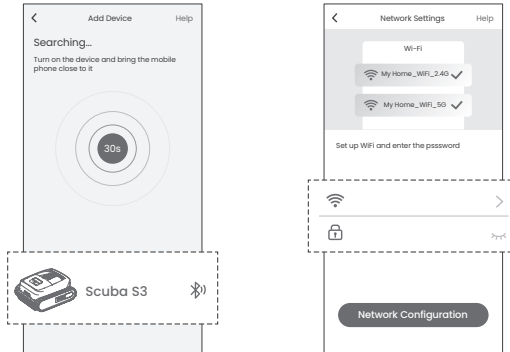 Add Device
Help
Searching...
Turn on the device and bring the mobile
phone close to it
30s
Scuba S3
Network Settings
Help
Wi-Fi
My Home_WiFi_2.4G
My Home_WiFi_5G
Set up WiFi and enter the psssword
Network Configuration